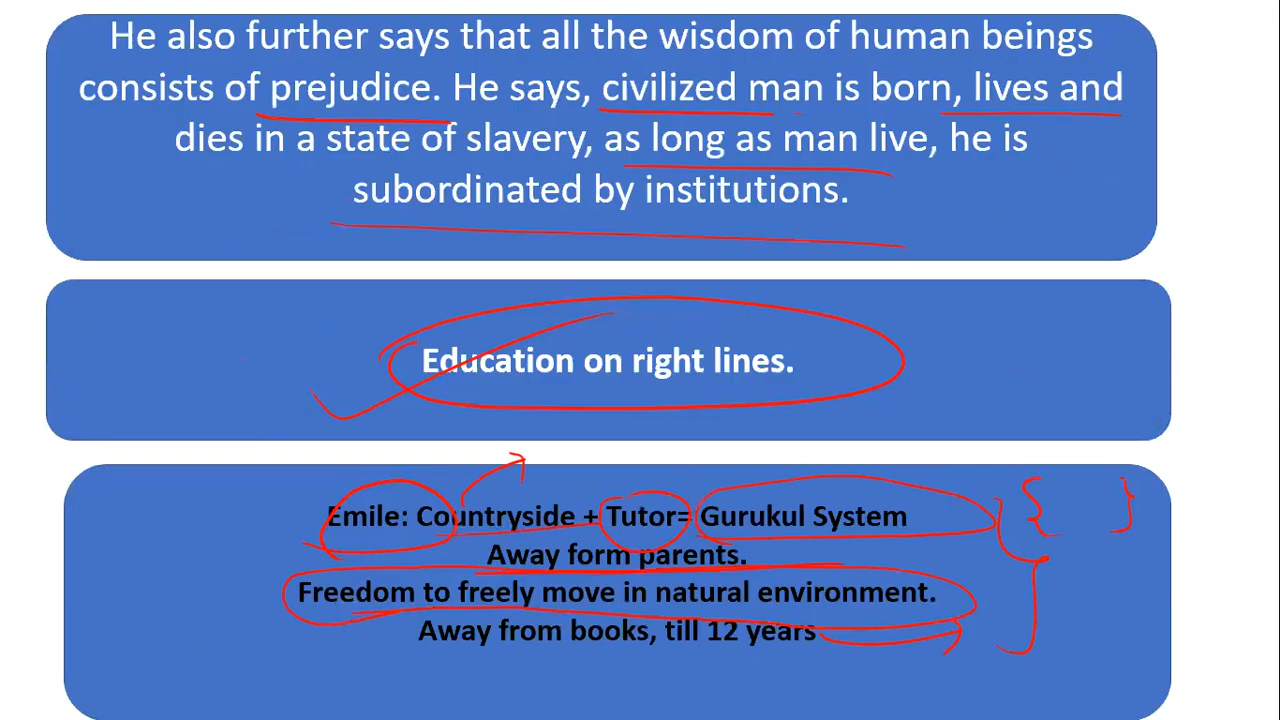 He also further says that all the wisdom of human beings
consists of prejudice. He says, civilized man is born, lives and
dies in a state of slavery, as long as man live, he is
subordinated by institutions.
Education on right lines.
Emile: Countryside + Tutor= Gurukul System
Away form parents.
Freedom to freely move in natural environment.
Away from books, till 12 years